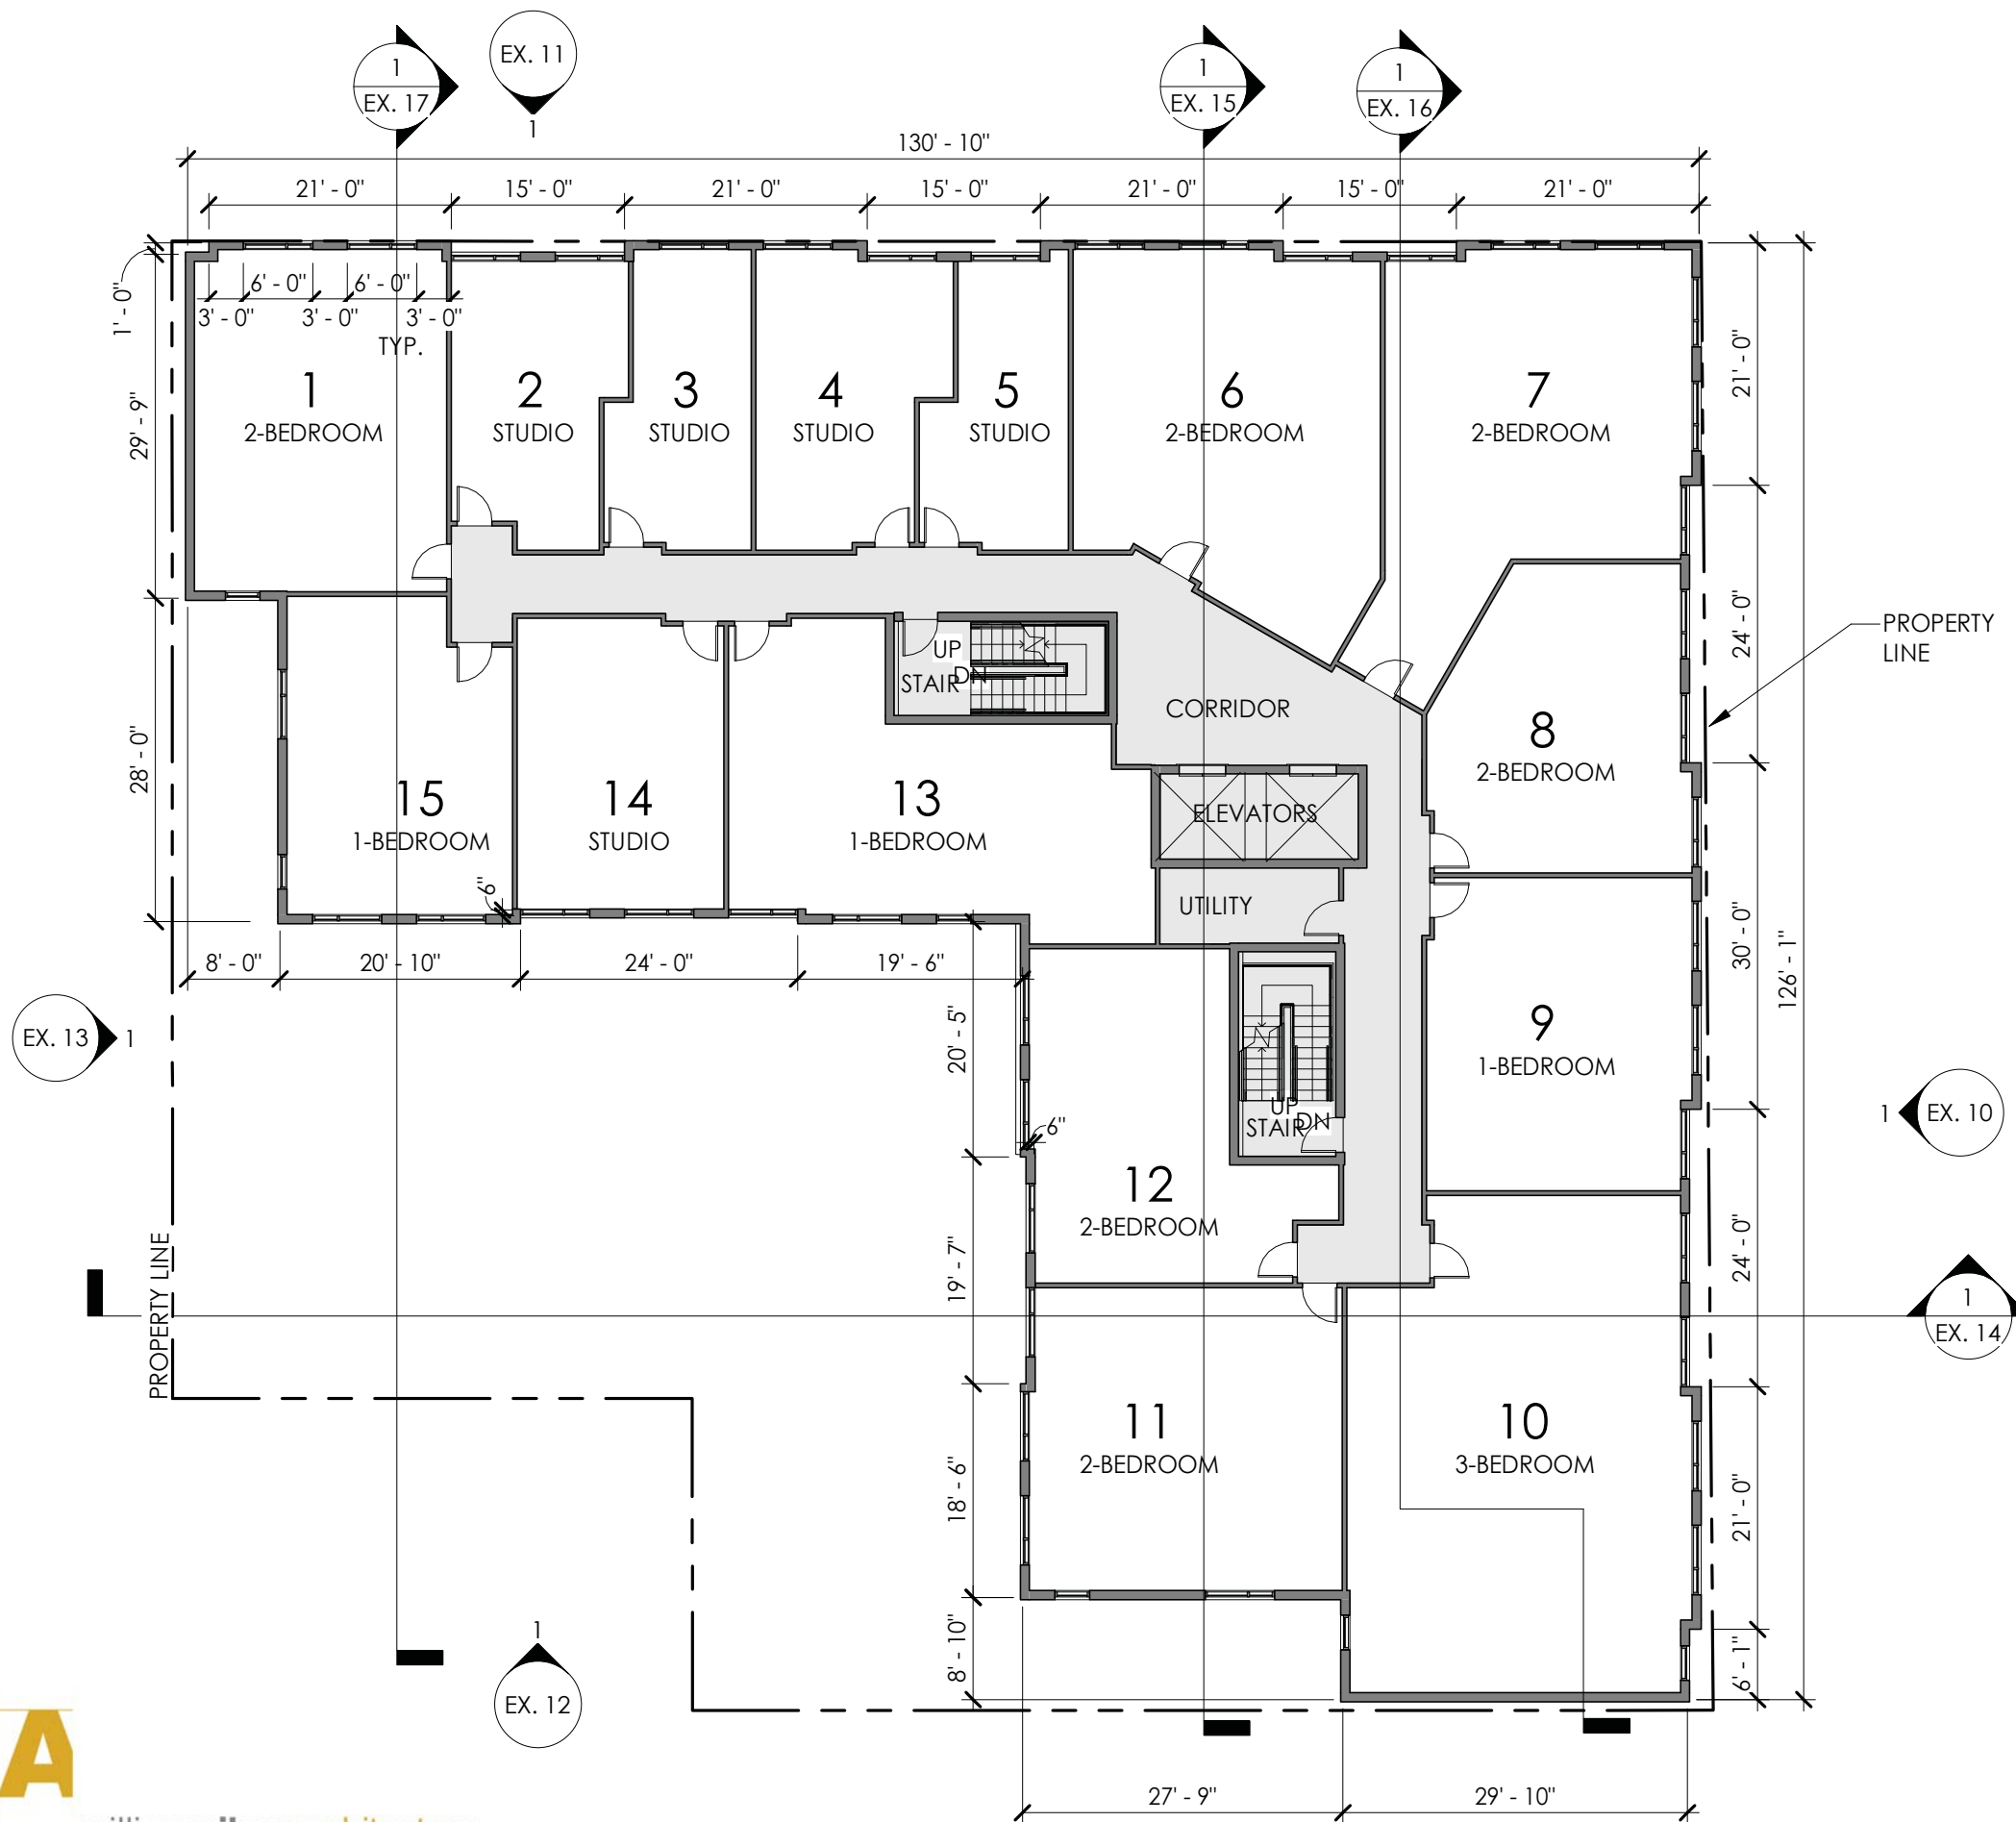 1
EX. 17
EX. 11
1
1
EX. 15
1
EX. 16
130' - 10"
21' - 0"
15' - 0"
21' - 0"
15' - 0"
21' - 0"
15' - 0"
21' - 0"
1' - 0"
6' - 0"
6' - 0"
3' - 0"
3' - 0"
3' - 0"
TYP.
29' - 9"
28' - 0"
1
2-BEDROOM
2
STUDIO
3
STUDIO
4
STUDIO
5
STUDIO
6
2-BEDROOM
7
2-BEDROOM
21' - 0"
24' - 0"
PROPERTY
LINE
UP
STAIR
DN
CORRIDOR
8
2-BEDROOM
15
1-BEDROOM
14
STUDIO
13
1-BEDROOM
ELEVATORS
UTILITY
6"
8' - 0"
20' - 10"
24' - 0"
19' - 6"
30' - 0"
126' - 1"
EX. 13
1
20' - 5"
9
1-BEDROOM
UP
DN
STAIR
6"
1
EX. 10
12
2-BEDROOM
19' - 7"
24' - 0"
PROPERTY LINE
1
EX. 14
11
2-BEDROOM
10
3-BEDROOM
18' - 6"
21' - 0"
8' - 10"
6' - 1"
1
EX. 12
A
27' - 9"
29' - 10"